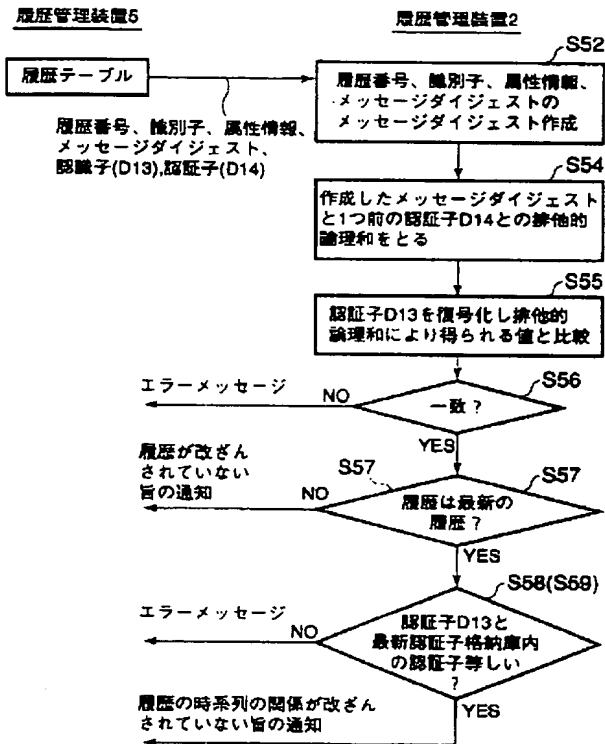 履歴管理装置5
履歴管理装置2
S52
履歴テーブル
履歴番号、識別子、属性情報、
メッセージダイジェストの
メッセージダイジェスト作成
履歴番号、識別子、属性情報、
メッセージダイジェスト、
認識子(D13),認証子(D14)
S54
作成したメッセージダイジェスト
と1つ前の認証子D14との排他的
論理和をとる
S55
認証子D13を復号化し排他的
論理和により得られる値と比較
S56
エラーメッセージ
NO
一致?
YES
履歴が改ざん
されていない
旨の通知
S57
S57
NO
履歴は最新の
履歴?
YES
S58(S59)
エラーメッセージ
NO
認証子D13と
最新認証子格納庫内
の認証子等しい
?
YES
履歴の時系列の関係が改ざん
されていない旨の通知